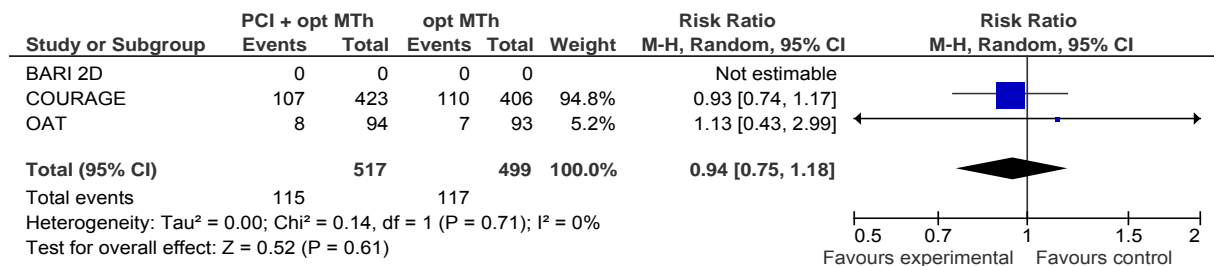 PCI + opt MTh opt MTh Risk Ratio Risk Ratio
Study or Subgroup Events Total Events Total Weight M-H, Random, 95% CI M-H, Random, 95% CI
BARI 2D 0 0 0 0 Not estimable
COURAGE 107 423 110 406 94.8% 0.93 [0.74, 1.17]
OAT 8 94 7 93 5.2% 1.13 [0.43, 2.99]
Total (95% CI) 517 499 100.0% 0.94 [0.75, 1.18]
Total events 115 117
Heterogeneity: Tau² = 0.00; Chi² = 0.14, df = 1 (P = 0.71); I² = 0%
Test for overall effect: Z = 0.52 (P = 0.61)
0.5 0.7 1 1.5 2
Favours experimental Favours control